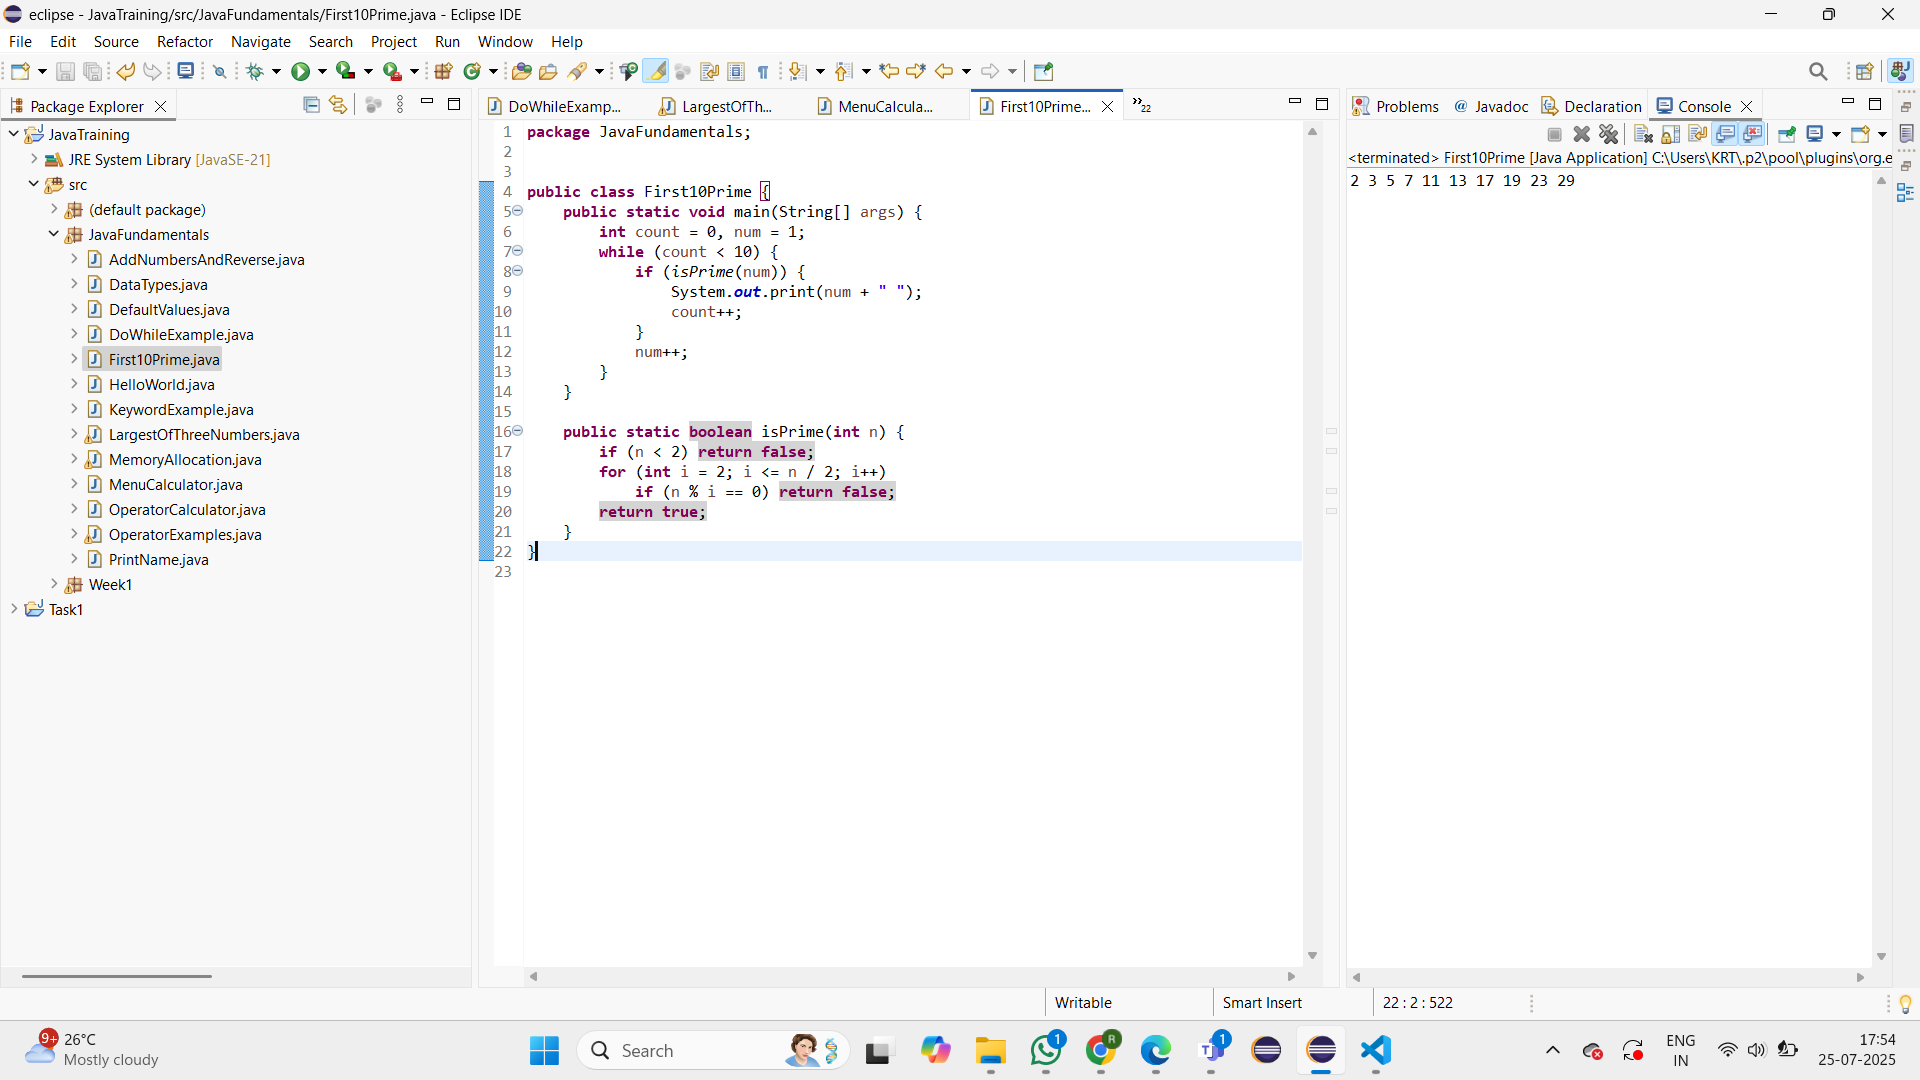 eclipse - JavaTraining/src/JavaFundamentals/First10Prime.java - Eclipse IDE
File Edit Source Refactor Navigate Search Project Run Window Help
Package Explorer
JavaTraining
JRE System Library [JavaSE-21]
src
(default package)
JavaFundamentals
AddNumbersAndReverse.java
DataTypes.java
DefaultValues.java
DoWhileExample.java
First10Prime.java
HelloWorld.java
KeywordExample.java
LargestOfThreeNumbers.java
MemoryAllocation.java
MenuCalculator.java
OperatorCalculator.java
OperatorExamples.java
PrintName.java
Week1
Task1
DoWhileExamp... LargestOfTh... MenuCalcula... First10Prime... »22
1 package JavaFundamentals;
2
3
4 public class First10Prime {
5     public static void main(String[] args) {
6         int count = 0, num = 1;
7         while (count < 10) {
8             if (isPrime(num)) {
9                 System.out.print(num + " ");
10                 count++;
11             }
12             num++;
13         }
14     }
15
16     public static boolean isPrime(int n) {
17         if (n < 2) return false;
18         for (int i = 2; i <= n / 2; i++)
19             if (n % i == 0) return false;
20         return true;
21     }
22 }
23
Problems @ Javadoc Declaration Console
<terminated> First10Prime [Java Application] C:\Users\KRT\.p2\pool\plugins\org.e
2 3 5 7 11 13 17 19 23 29
Writable Smart Insert 22 : 2 : 522
9+ 26°C
Mostly cloudy
Search
1 R 1
ENG
IN
17:54
25-07-2025